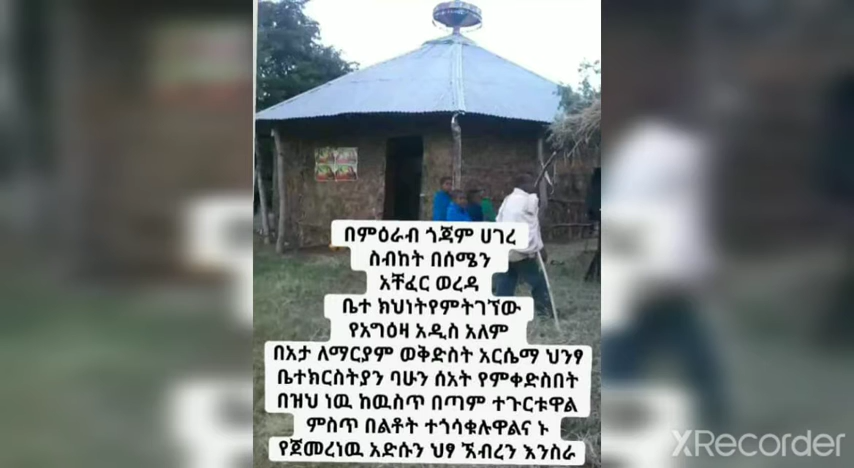 በምዕራብ ጎጃም ሀገረ
ስብከት በሰሜን
አቸፈር ወረዳ
ቤተ ክህነትየምትገኘው
የአግዕዛ አዲስ አለም
በአታ ለማርያም ወቅድስት አርሴማ ህንፃ
ቤተክርስትያን ባሁን ሰአት የምቀድስበት
በዝህ ነዉ ከዉስጥ በጣም ተጉርቱዋል
ምስጥ በልቶት ተጎሳቁሉዋልና ኑ
የጀመረነዉ አድሱን ህፃ ኧብረን እንስራ
XRecorder